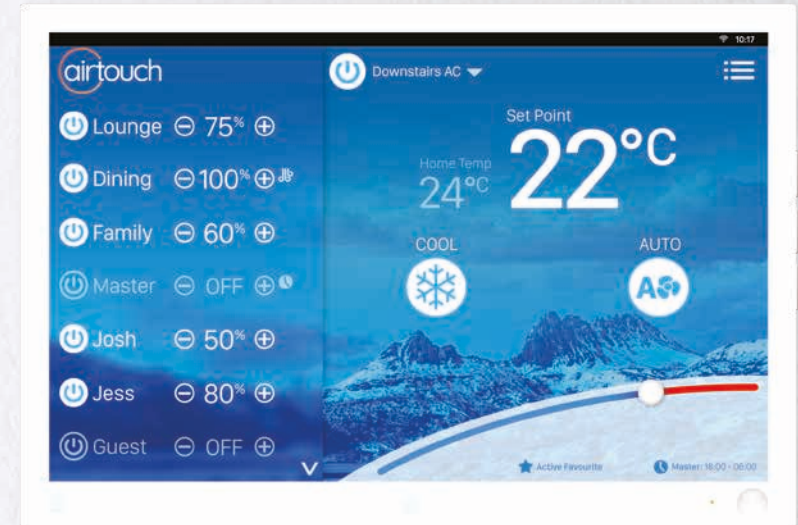 10:17
airtouch
Downstairs AC
Lounge 75%
Dining 100%
Family 60%
Master OFF
Josh 50%
Jess 80%
Guest OFF
Set Point
22°C
Home Temp
24°C
COOL
AUTO
A
Active Favourite
Master: 18:00 - 06:00